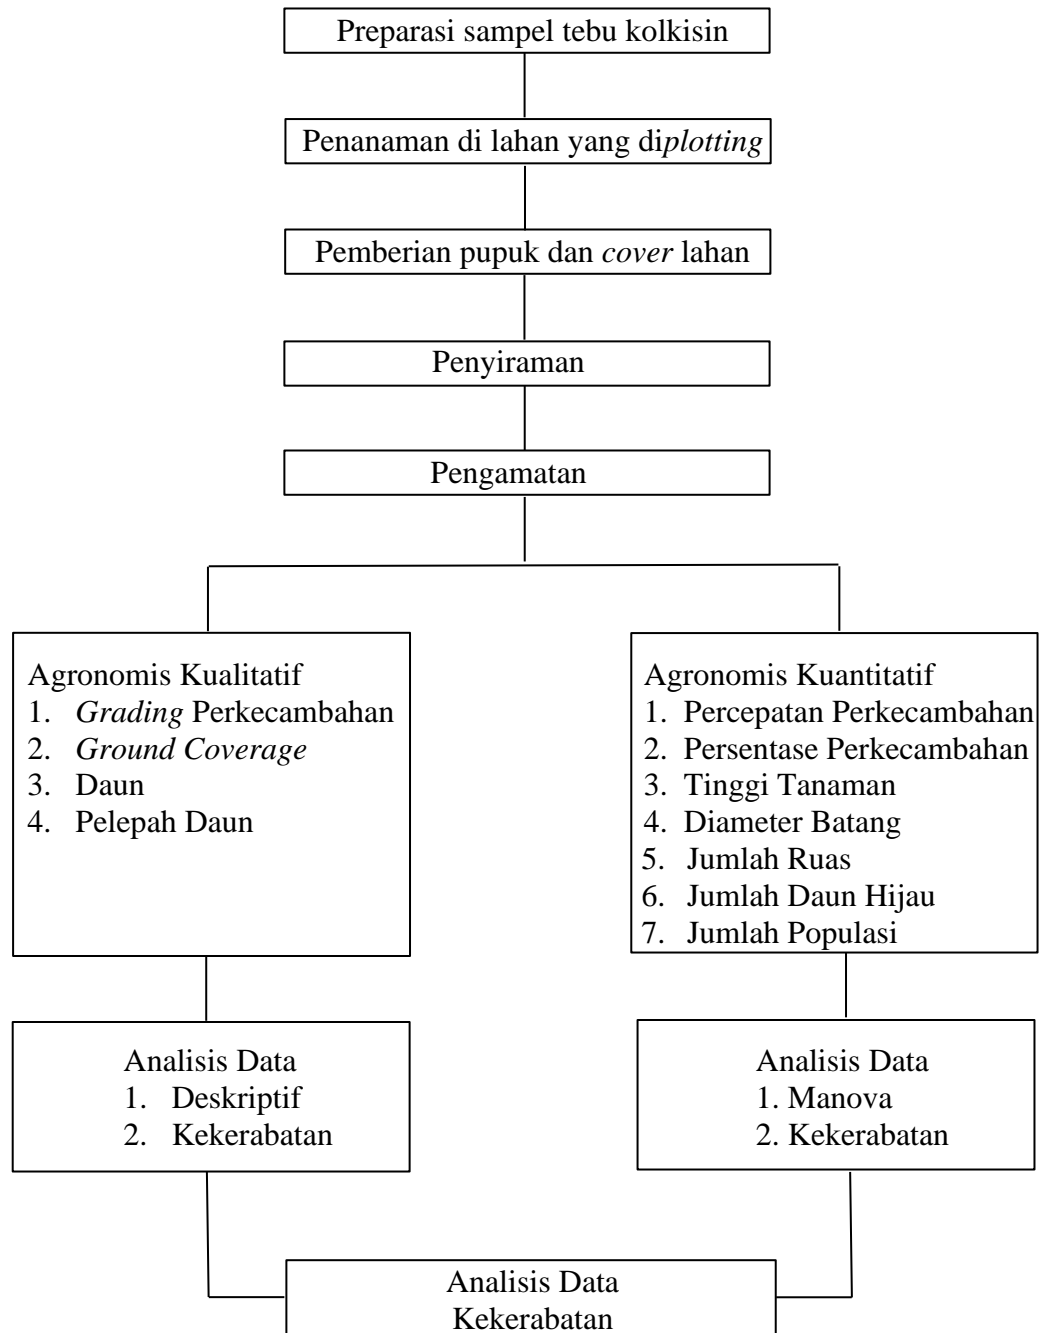 Preparasi sampel tebu kolkisin
Penanaman di lahan yang diplotting
Pemberian pupuk dan cover lahan
Penyiraman
Pengamatan
Agronomis Kualitatif
1. Grading Perkecambahan
2. Ground Coverage
3. Daun
4. Pelepah Daun
Agronomis Kuantitatif
1. Percepatan Perkecambahan
2. Persentase Perkecambahan
3. Tinggi Tanaman
4. Diameter Batang
5. Jumlah Ruas
6. Jumlah Daun Hijau
7. Jumlah Populasi
Analisis Data
1. Deskriptif
2. Kekerabatan
Analisis Data
1. Manova
2. Kekerabatan
Analisis Data
Kekerabatan